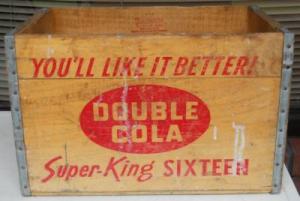 YOU'LL LIKE IT BETTER!
DOUBLE
COLA
Super-King SIXTEEN